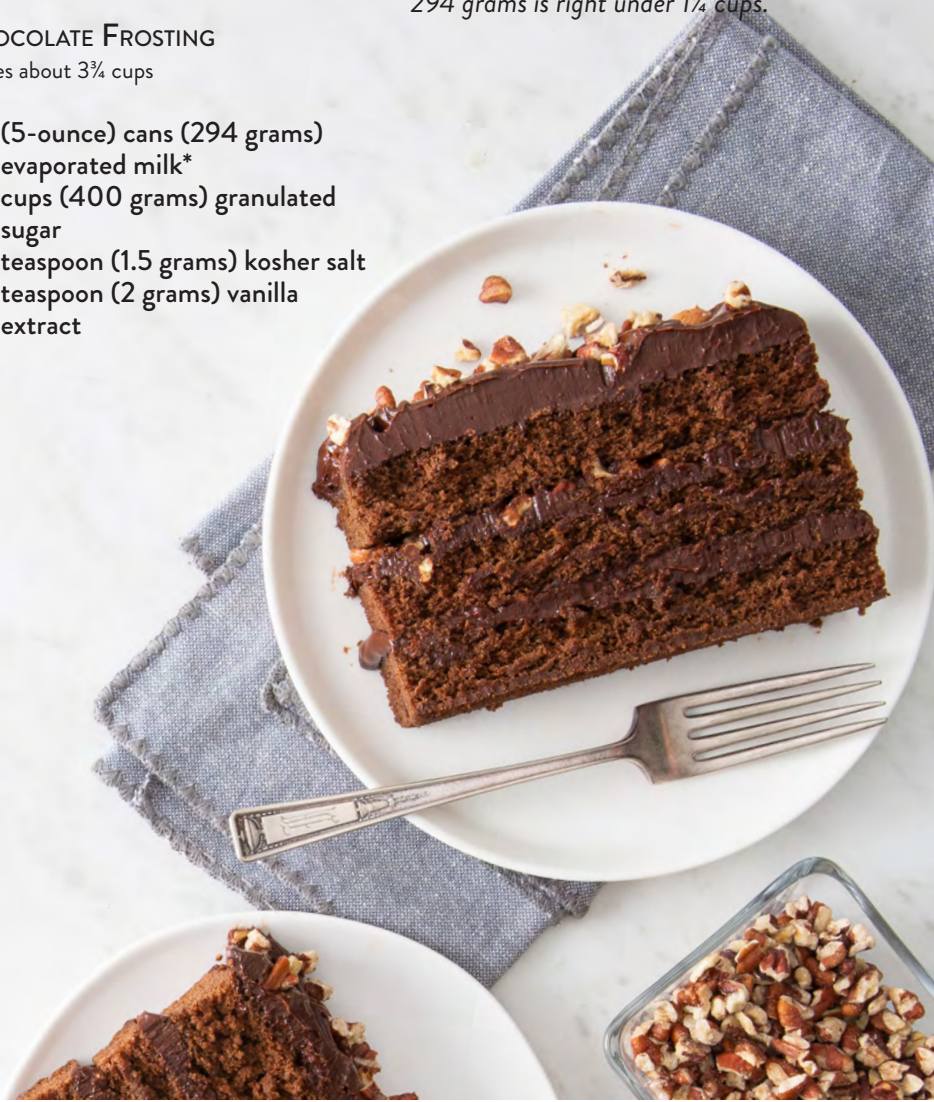 294 grams is right under 1¼ cups.
OCOLATE FROSTING
es about 3¾ cups
(5-ounce) cans (294 grams)
evaporated milk*
cups (400 grams) granulated
sugar
teaspoon (1.5 grams) kosher salt
teaspoon (2 grams) vanilla
extract